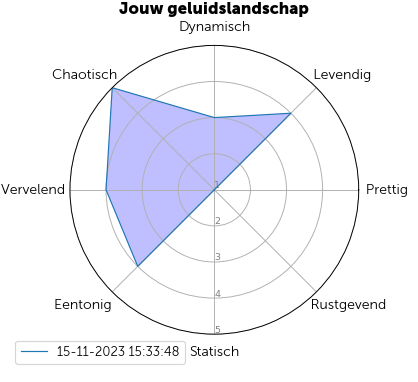 Jouw geluidslandschap
Dynamisch
Chaotisch
Levendig
Vervelend
1
Prettig
2
3
4
Eentonig
Rustgevend
5
15-11-2023 15:33:48
Statisch